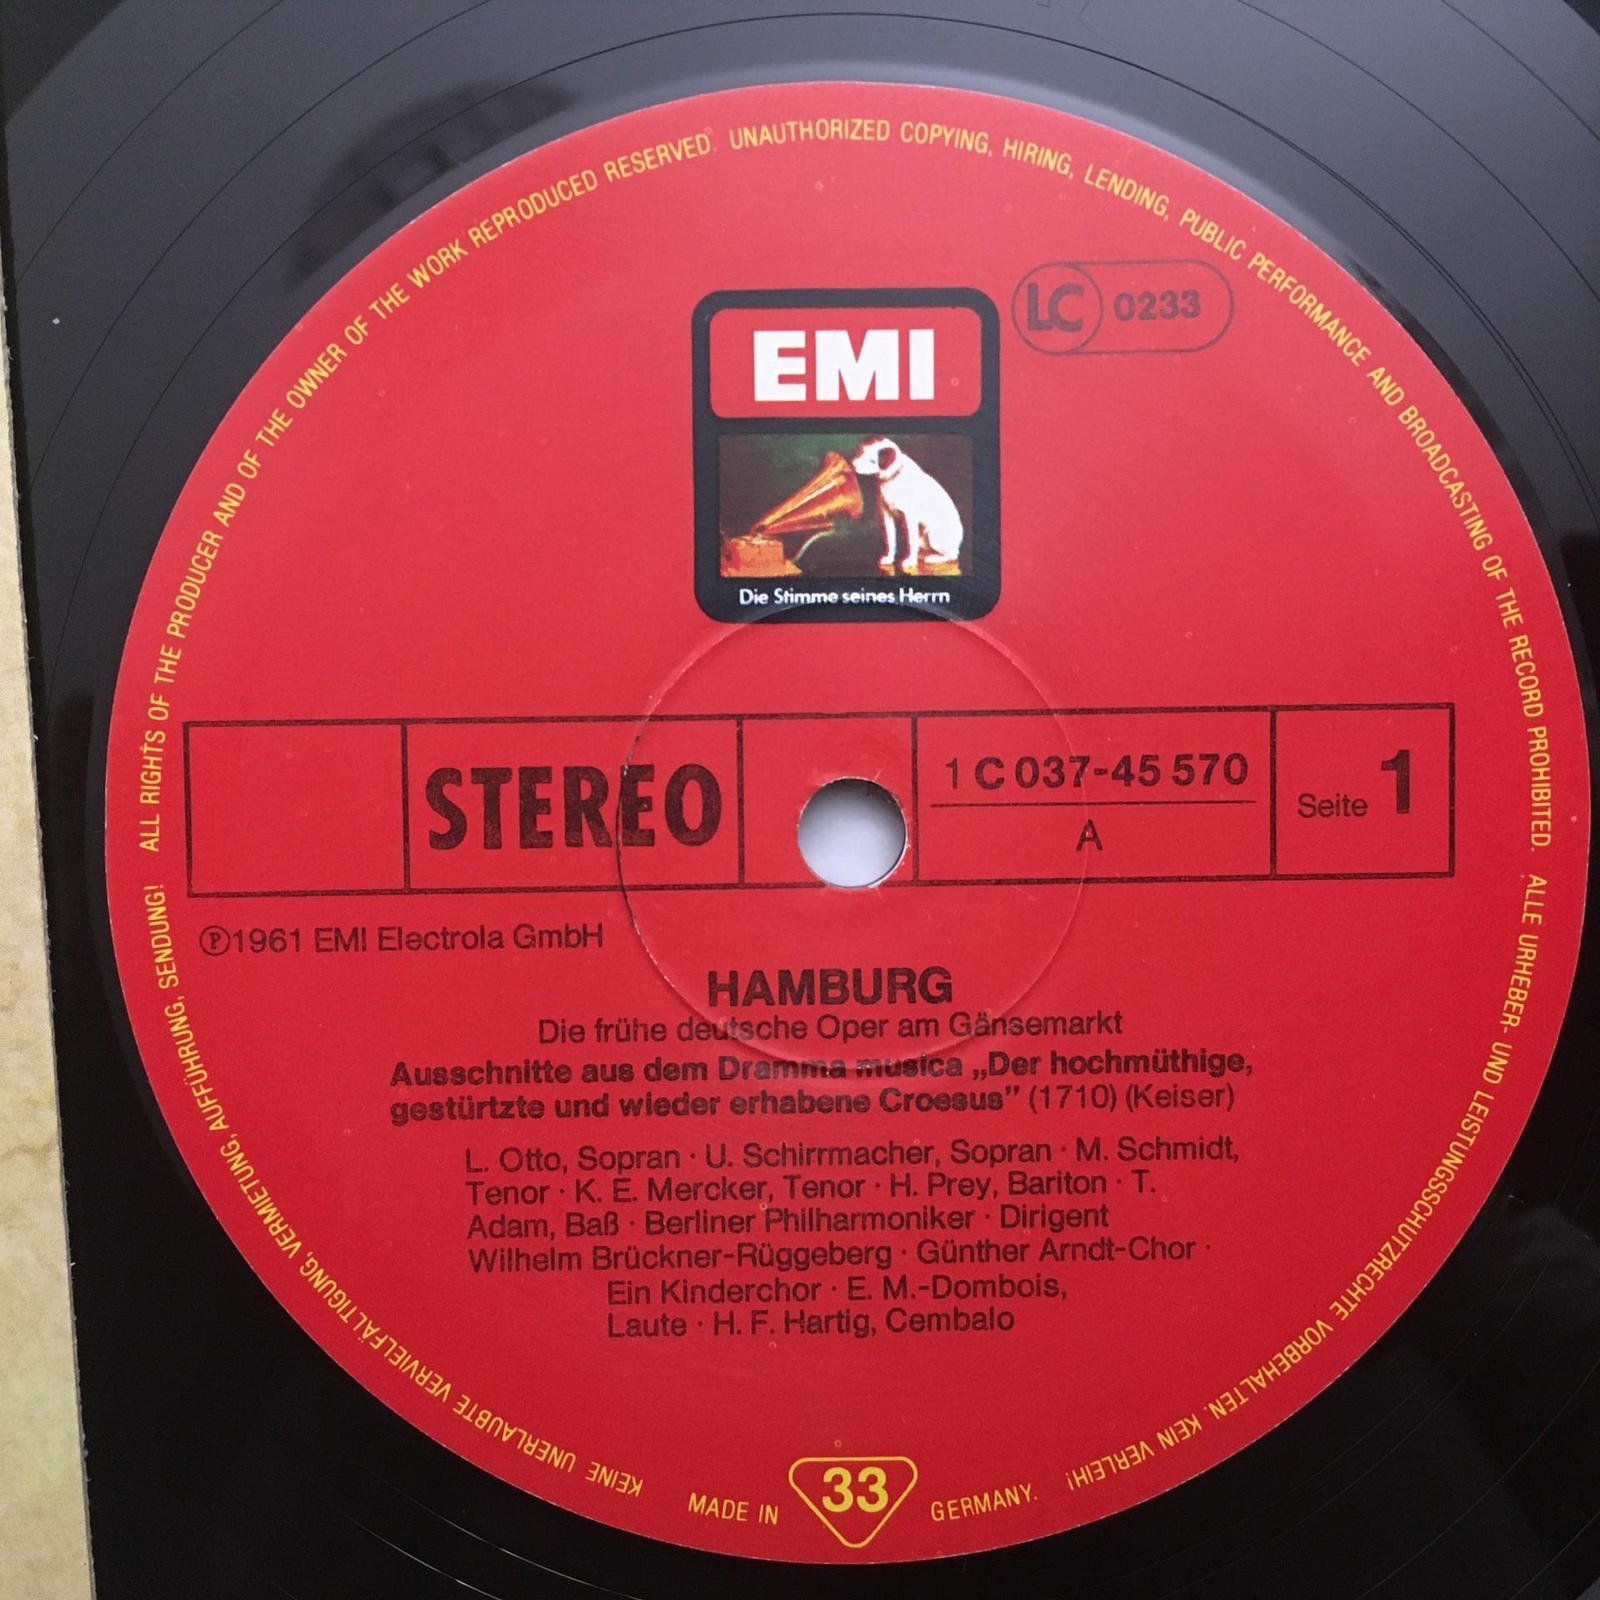 ALL RIGHTS OF THE PRODUCER AND OF THE OWNER OF THE WORK REPRODUCED RESERVED. UNAUTHORIZED COPYING, HIRING, LENDING, PUBLIC PERFORMANCE AND BROADCASTING OF THE RECORD PROHIBITED.
LC 0233
EMI
Die Stimme seines Herrn
STEREO
1 C 037-45 570
A
Seite 1
℗1961 EMI Electrola GmbH
HAMBURG
Die frühe deutsche Oper am Gänsemarkt
Ausschnitte aus dem Dramma musica „Der hochmüthige,
gestürtzte und wieder erhabene Croesus” (1710) (Keiser)
L. Otto, Sopran · U. Schirrmacher, Sopran · M. Schmidt,
Tenor · K. E. Mercker, Tenor · H. Prey, Bariton · T.
Adam, Baß · Berliner Philharmoniker · Dirigent
Wilhelm Brückner-Rüggeberg · Günther Arndt-Chor ·
Ein Kinderchor · E. M.-Dombois,
Laute · H. F. Hartig, Cembalo
ALLE URHEBER- UND LEISTUNGSSCHUTZRECHTE VORBEHALTEN. KEIN VERLEIH! KEINE UNERLAUBTE VERVIELFÄLTIGUNG, VERMIETUNG, AUFFÜHRUNG, SENDUNG!
MADE IN 33 GERMANY.